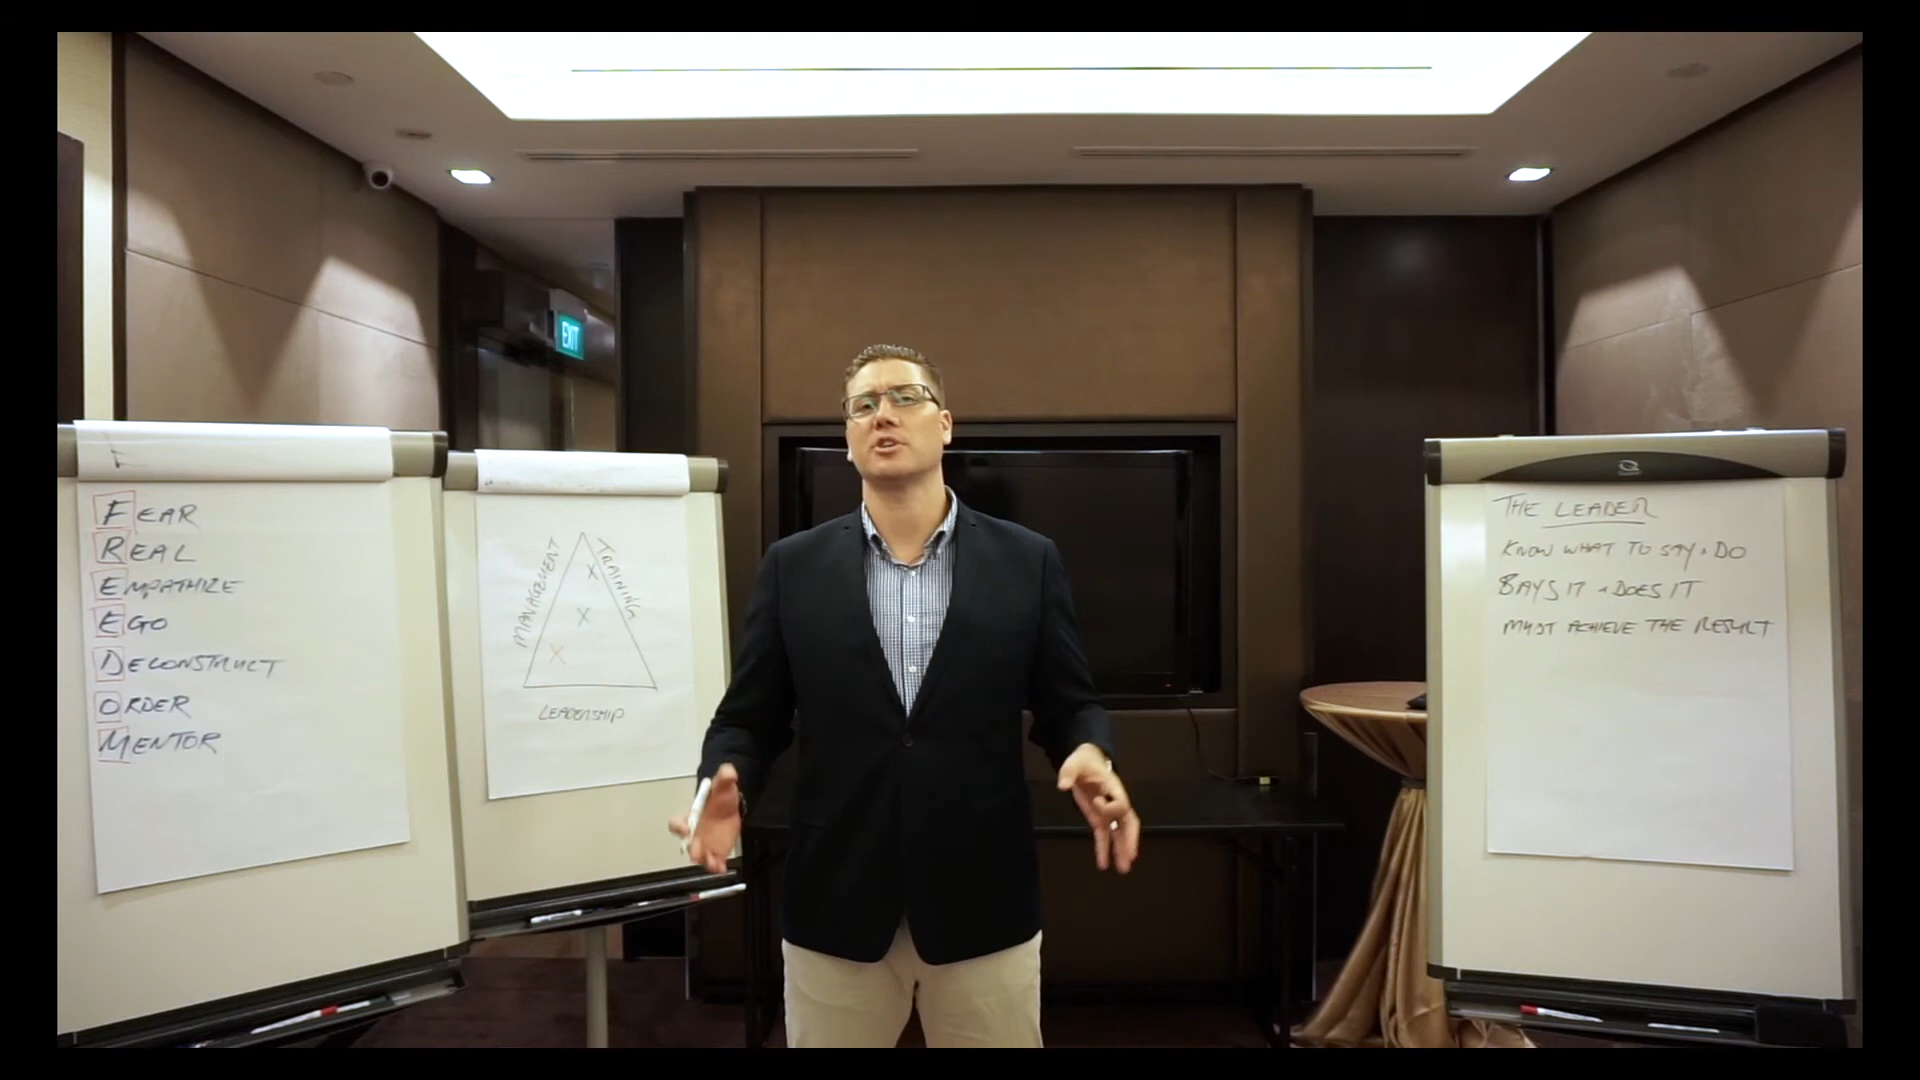 EXIT
FEAR
REAL
EMPATHIZE
EGO
DECONSTRUCT
ORDER
MENTOR
MANAGEMENT
TRAINING
X
X
X
LEADERSHIP
THE LEADER
KNOW WHAT TO SAY + DO
SAYS IT + DOES IT
MUST ACHIEVE THE RESULT